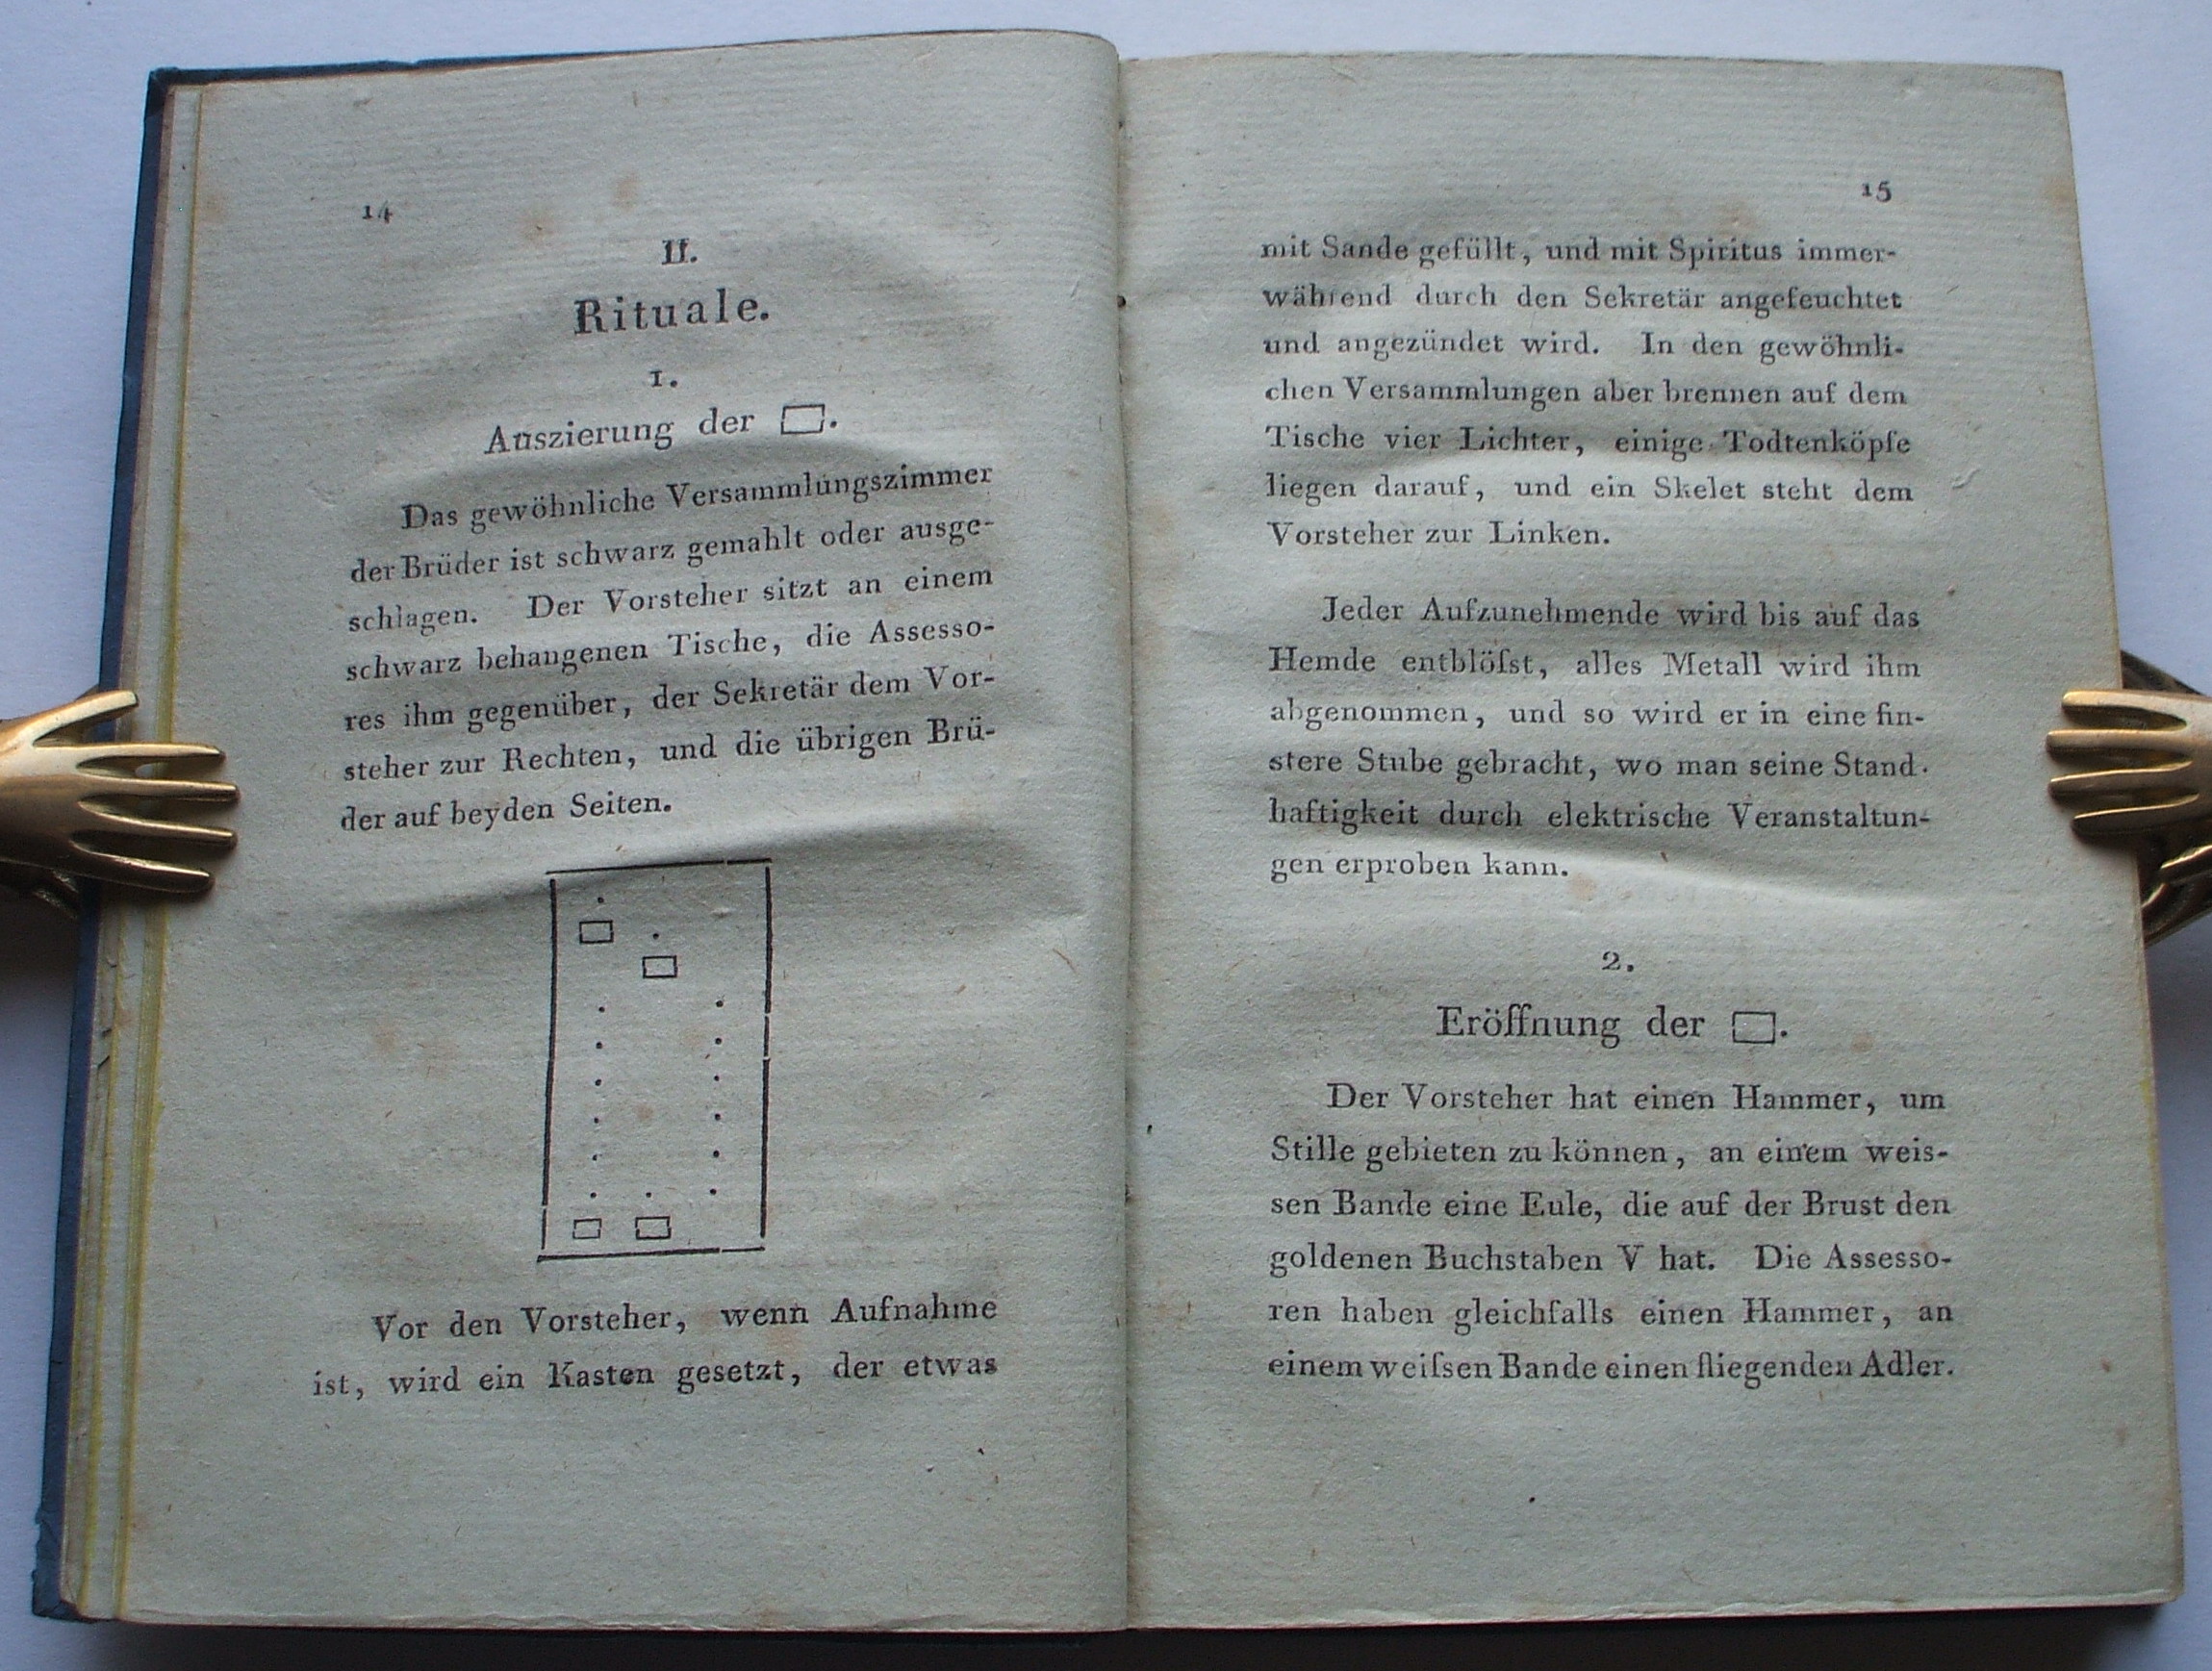 14
II.
Rituale.
1.
Auszierung der ▭.
Das gewöhnliche Versammlungszimmer
der Brüder ist schwarz gemahlt oder ausge-
schlagen. Der Vorsteher sitzt an einem
schwarz behangenen Tische, die Assesso-
res ihm gegenüber, der Sekretär dem Vor-
steher zur Rechten, und die übrigen Brü-
der auf beyden Seiten.
Vor den Vorsteher, wenn Aufnahme
ist, wird ein Kasten gesetzt, der etwas
15
mit Sande gefüllt, und mit Spiritus immer-
während durch den Sekretär angefeuchtet
und angezündet wird. In den gewöhnli-
chen Versammlungen aber brennen auf dem
Tische vier Lichter, einige Todtenköpfe
liegen darauf, und ein Skelet steht dem
Vorsteher zur Linken.
Jeder Aufzunehmende wird bis auf das
Hemde entblöſst, alles Metall wird ihm
abgenommen, und so wird er in eine fin-
stere Stube gebracht, wo man seine Stand-
haftigkeit durch elektrische Veranstaltun-
gen erproben kann.
2.
Eröffnung der ▭.
Der Vorsteher hat einen Hammer, um
Stille gebieten zu können, an einem weis-
sen Bande eine Eule, die auf der Brust den
goldenen Buchstaben V hat. Die Assesso-
ren haben gleichfalls einen Hammer, an
einem weiſsen Bande einen fliegenden Adler.